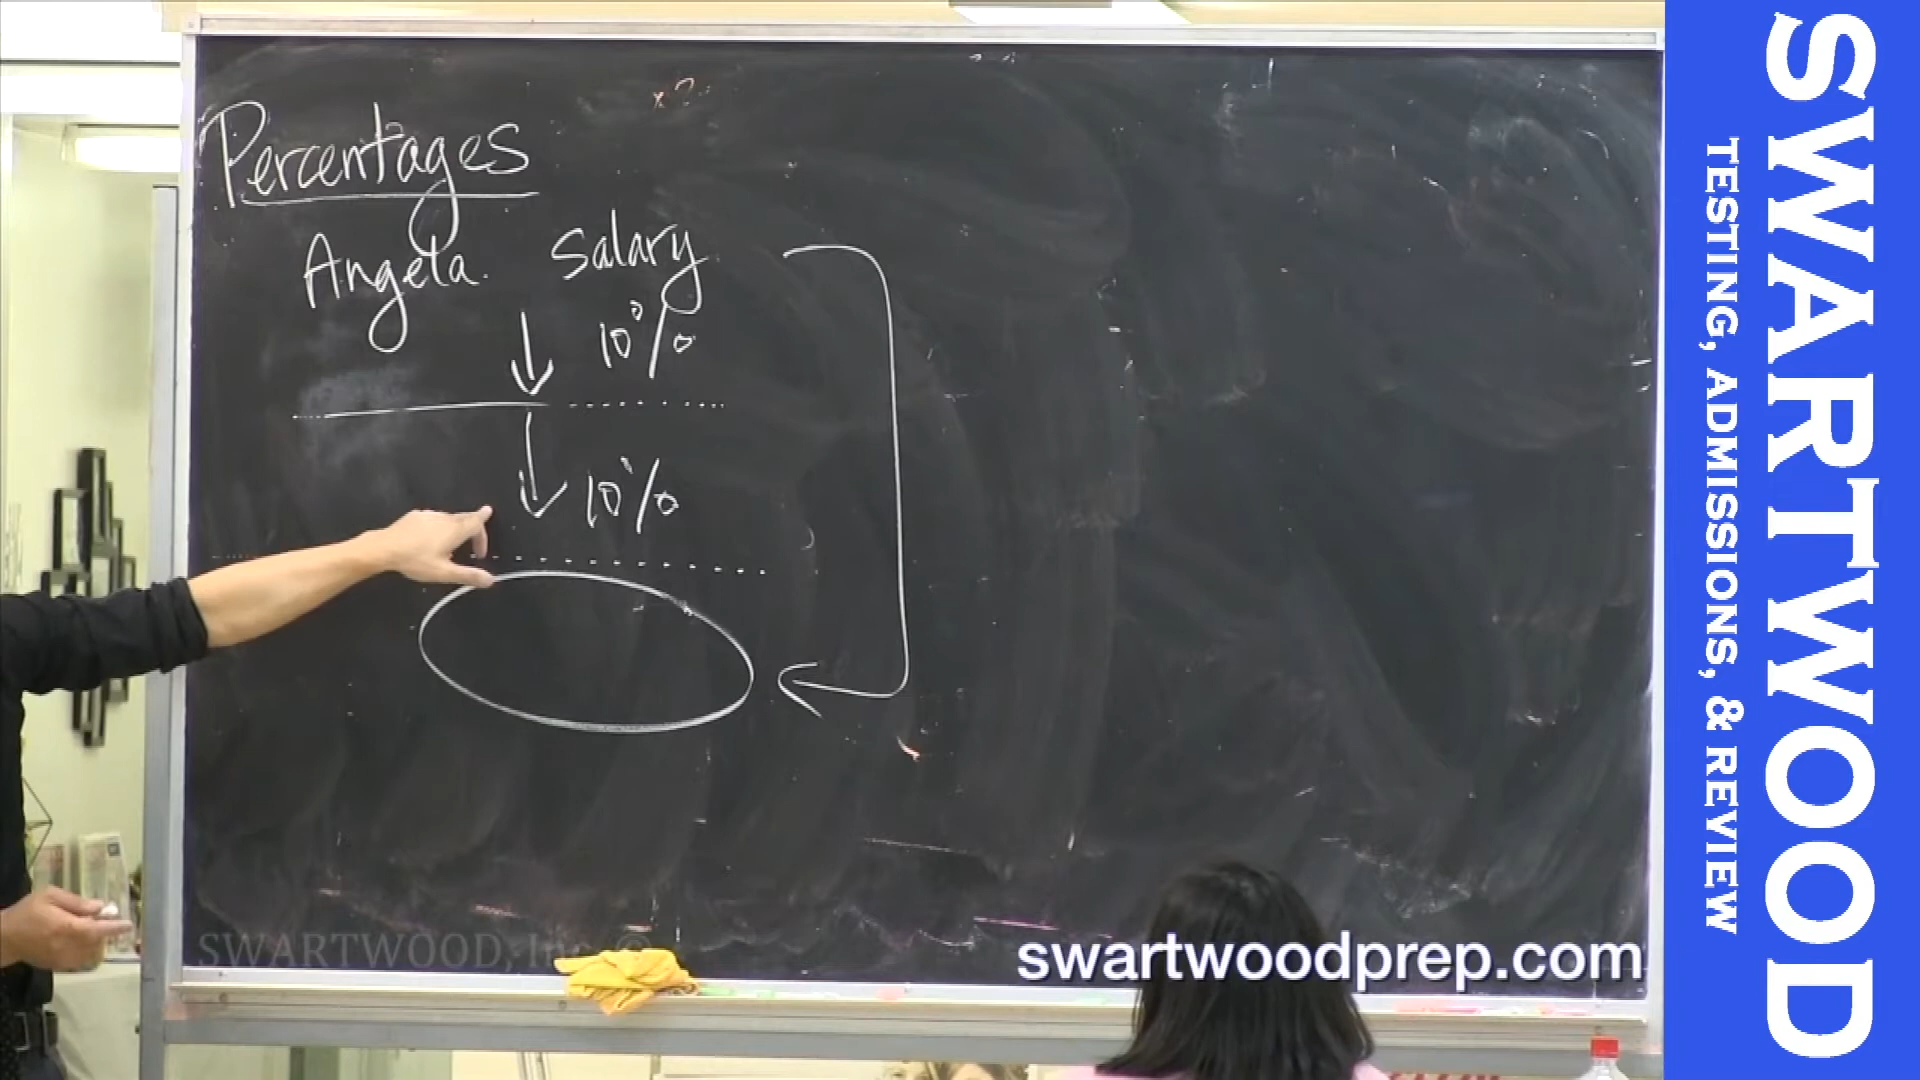 Percentages
Angela. Salary
10%
10%
SWARTWOOD, Inc. ©
swartwoodprep.com
SWARTWOOD
TESTING, ADMISSIONS, & REVIEW